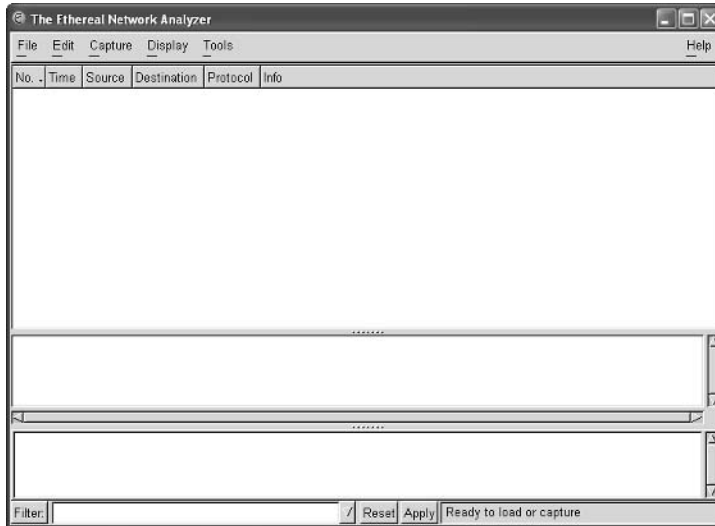 The Ethereal Network Analyzer
File Edit Capture Display Tools Help
No. Time Source Destination Protocol Info
Filter: Reset Apply Ready to load or capture